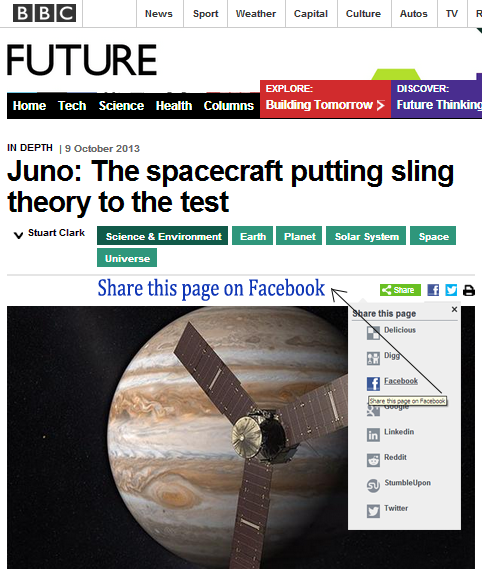 BBC
News Sport Weather Capital Culture Autos TV R
FUTURE
Home Tech Science Health Columns
EXPLORE:
Building Tomorrow
DISCOVER:
Future Thinking
IN DEPTH | 9 October 2013
Juno: The spacecraft putting sling
theory to the test
Stuart Clark
Science & Environment Earth Planet Solar System Space
Universe
Share this page on Facebook
Share
Share this page
Delicious
Digg
Facebook
Share this page on Facebook
Google
Linkedin
Reddit
StumbleUpon
Twitter